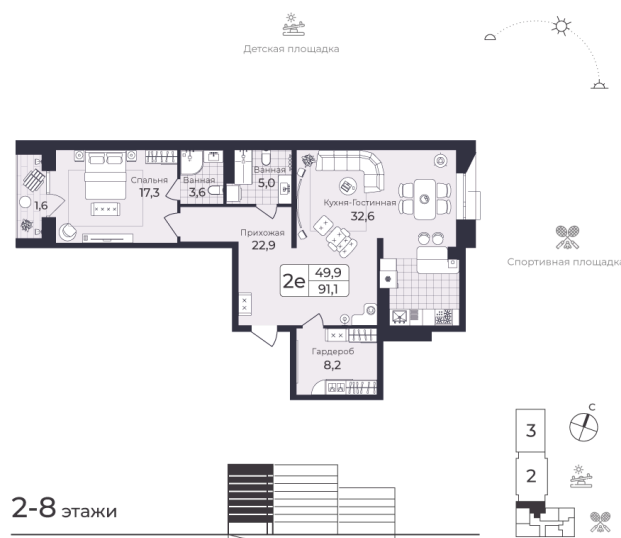 Детская площадка
Спальня
17,3
1,6
Ванная
3,6
Ванная
5,0
Кухня-Гостинная
32,6
Прихожая
22,9
2е
49,9
91,1
Гардероб
8,2
Спортивная площадка
С
3
2
2-8 этажи